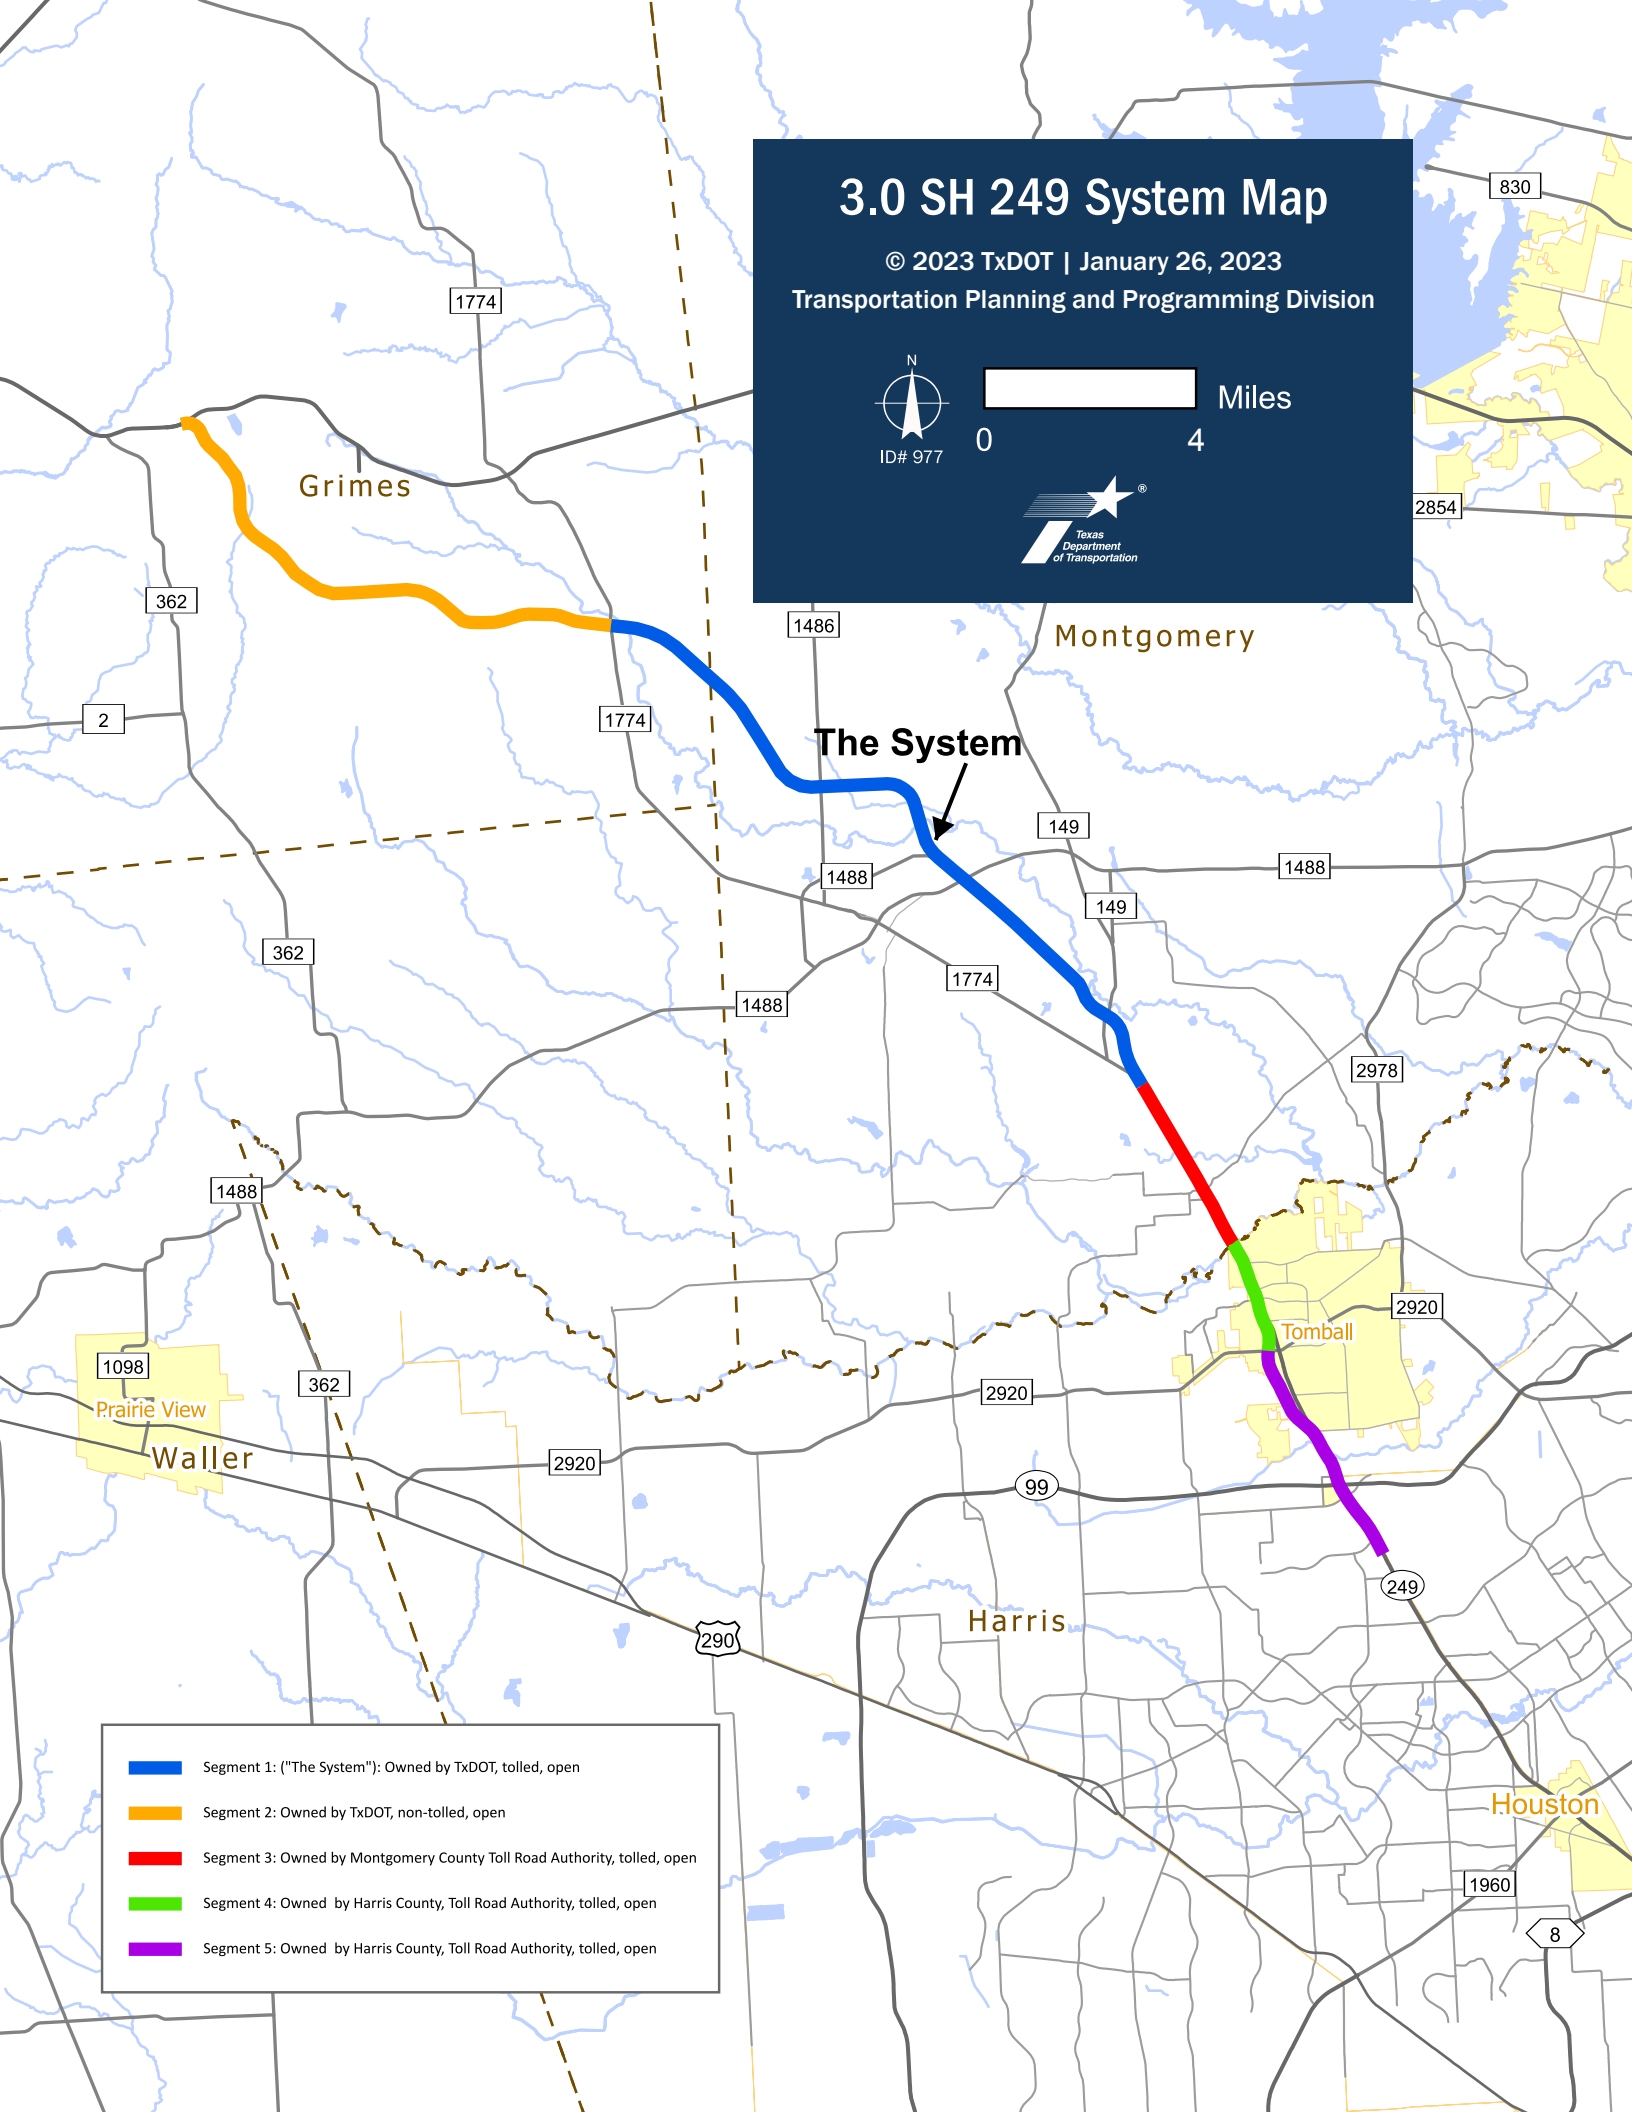 3.0 SH 249 System Map
© 2023 TxDOT | January 26, 2023
Transportation Planning and Programming Division
N
ID# 977
0
4
Miles
Texas
Department
of Transportation
®
830
1774
2854
Grimes
362
1486
Montgomery
2
1774
The System
149
1488
1488
149
362
1774
1488
2978
1488
2920
Tomball
1098
362
2920
Prairie View
Waller
2920
99
249
Harris
290
Houston
1960
8
Segment 1: ("The System"): Owned by TxDOT, tolled, open
Segment 2: Owned by TxDOT, non-tolled, open
Segment 3: Owned by Montgomery County Toll Road Authority, tolled, open
Segment 4: Owned  by Harris County, Toll Road Authority, tolled, open
Segment 5: Owned  by Harris County, Toll Road Authority, tolled, open